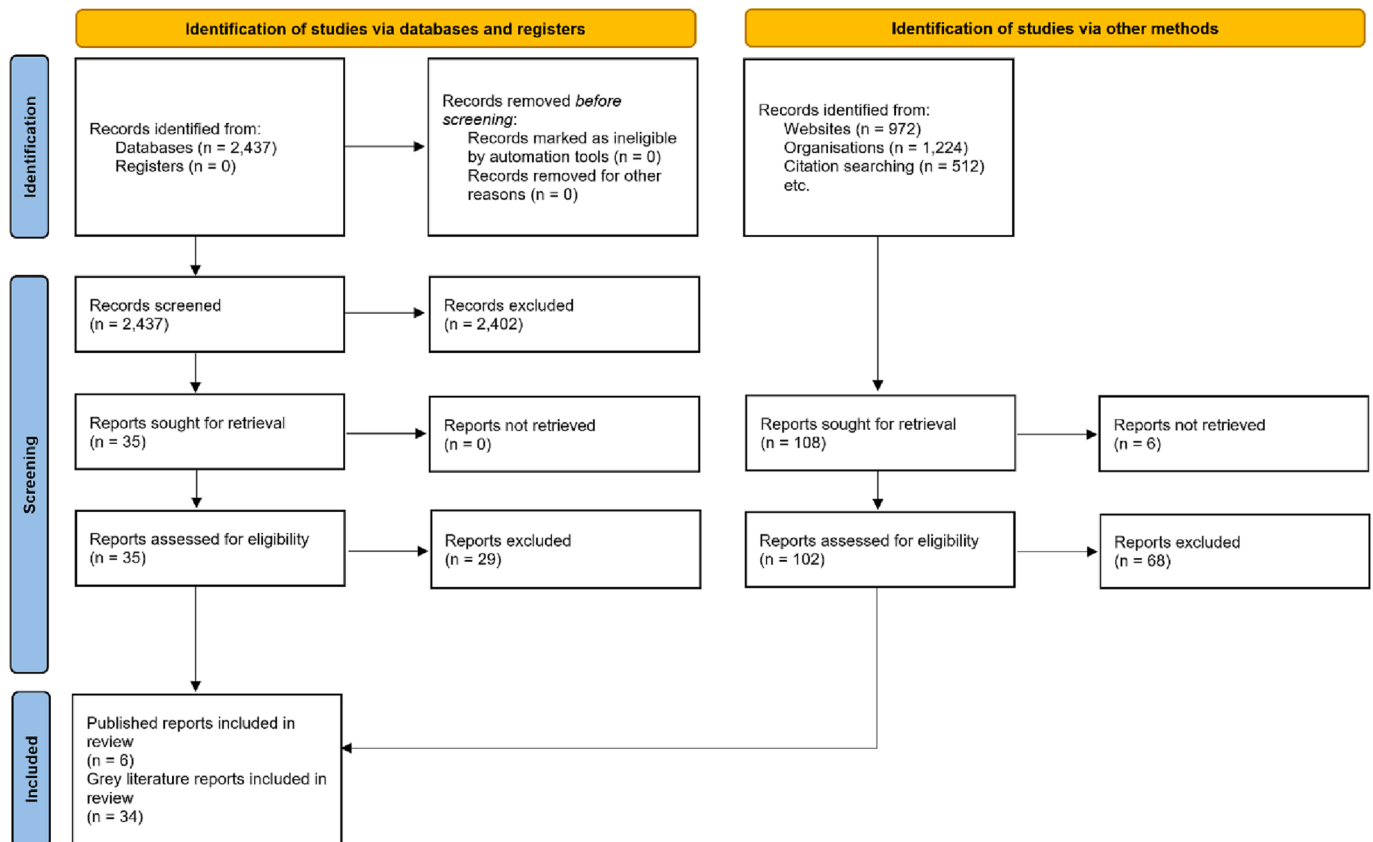 Identification of studies via databases and registers
Identification of studies via other methods
Identification
Records identified from:
Databases (n = 2,437)
Registers (n = 0)
Records removed before
screening:
Records marked as ineligible
by automation tools (n = 0)
Records removed for other
reasons (n = 0)
Records identified from:
Websites (n = 972)
Organisations (n = 1,224)
Citation searching (n = 512)
etc.
Screening
Records screened
(n = 2,437)
Records excluded
(n = 2,402)
Reports sought for retrieval
(n = 35)
Reports not retrieved
(n = 0)
Reports sought for retrieval
(n = 108)
Reports not retrieved
(n = 6)
Reports assessed for eligibility
(n = 35)
Reports excluded
(n = 29)
Reports assessed for eligibility
(n = 102)
Reports excluded
(n = 68)
Included
Published reports included in
review
(n = 6)
Grey literature reports included in
review
(n = 34)